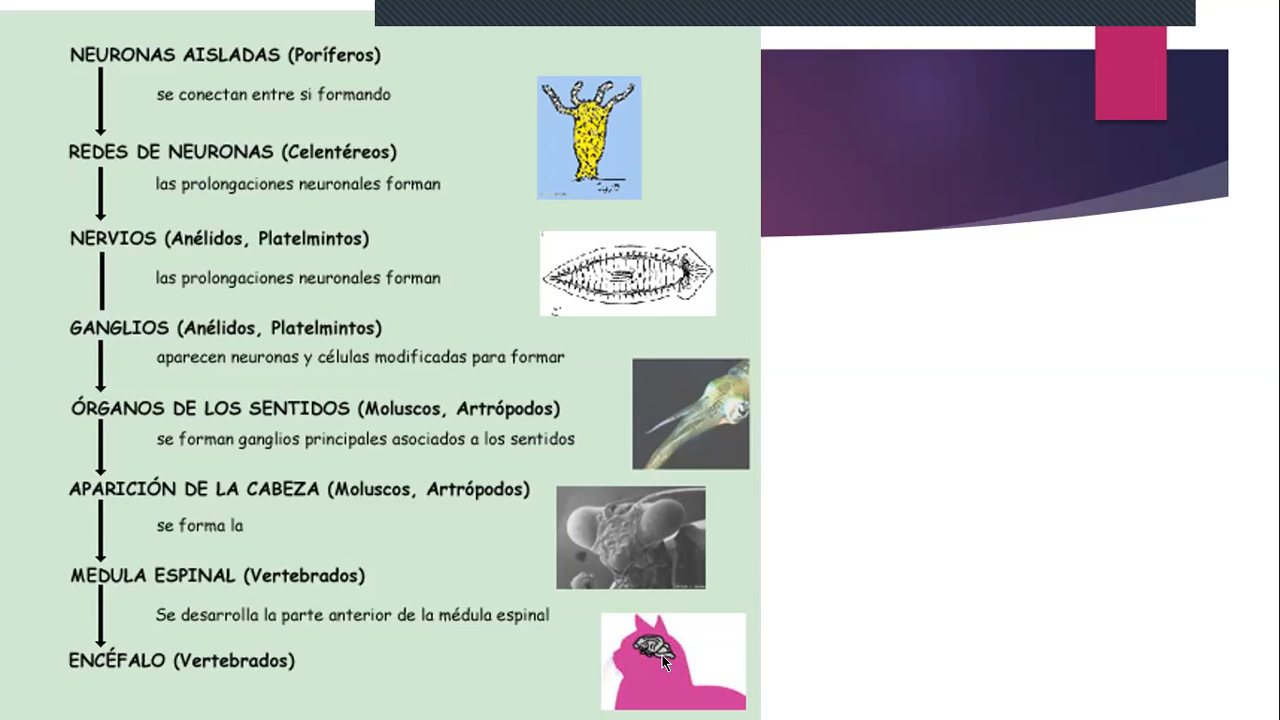 NEURONAS AISLADAS (Poríferos)
se conectan entre si formando
REDES DE NEURONAS (Celentéreos)
las prolongaciones neuronales forman
NERVIOS (Anélidos, Platelmintos)
las prolongaciones neuronales forman
GANGLIOS (Anélidos, Platelmintos)
aparecen neuronas y células modificadas para formar
ÓRGANOS DE LOS SENTIDOS (Moluscos, Artrópodos)
se forman ganglios principales asociados a los sentidos
APARICIÓN DE LA CABEZA (Moluscos, Artrópodos)
se forma la
MEDULA ESPINAL (Vertebrados)
Se desarrolla la parte anterior de la médula espinal
ENCÉFALO (Vertebrados)